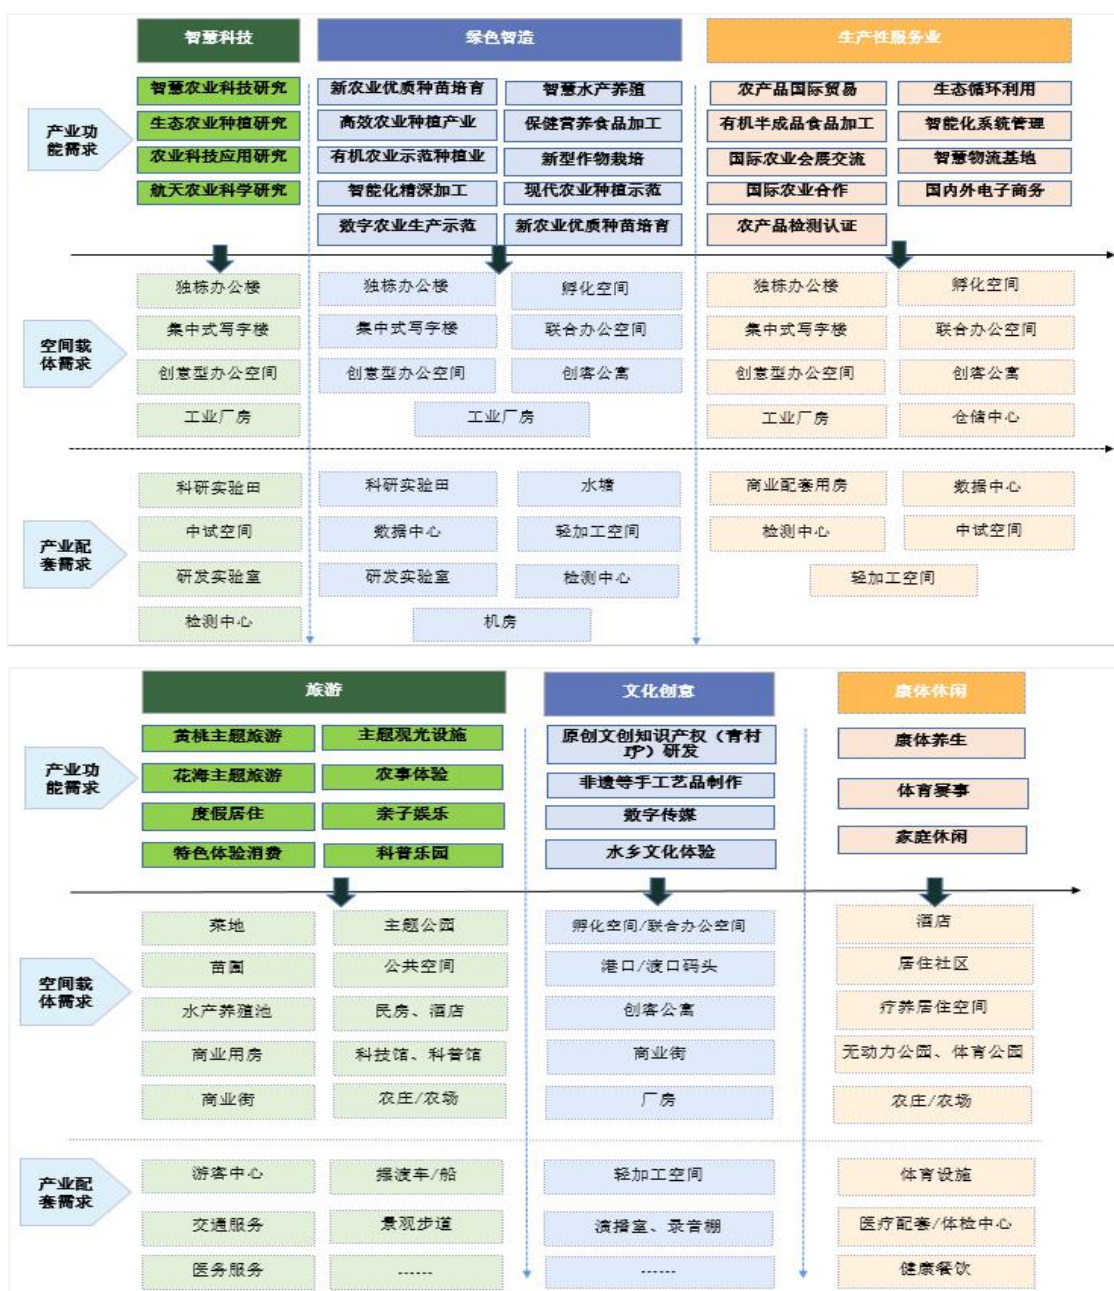 智慧科技
绿色智造
生产性服务业
产业功
能需求
智慧农业科技研究
生态农业种植研究
农业科技应用研究
航天农业科学研究
新农业优质种苗培育
智慧水产养殖
高效农业种植产业
保健营养食品加工
有机农业示范种植业
新型作物栽培
智能化精深加工
现代农业种植示范
数字农业生产示范
新农业优质种苗培育
农产品国际贸易
生态循环利用
有机半成品食品加工
智能化系统管理
国际农业会展交流
智慧物流基地
国际农业合作
国内外电子商务
农产品检测认证
空间载
体需求
独栋办公楼
集中式写字楼
创意型办公空间
工业厂房
独栋办公楼
孵化空间
集中式写字楼
联合办公空间
创意型办公空间
创客公寓
工业厂房
独栋办公楼
孵化空间
集中式写字楼
联合办公空间
创意型办公空间
创客公寓
工业厂房
仓储中心
产业配
套需求
科研实验田
中试空间
研发实验室
检测中心
科研实验田
水塘
数据中心
轻加工空间
研发实验室
检测中心
机房
商业配套用房
数据中心
检测中心
中试空间
轻加工空间
旅游
文化创意
康体休闲
产业功
能需求
黄桃主题旅游
主题观光设施
花海主题旅游
农事体验
度假居住
亲子娱乐
特色体验消费
科普乐园
原创文创知识产权（青村
IP）研发
非遗等手工艺品制作
数字传媒
水乡文化体验
康体养生
体育赛事
家庭休闲
空间载
体需求
菜地
主题公园
苗圃
公共空间
水产养殖池
民房、酒店
商业用房
科技馆、科普馆
商业街
农庄/农场
孵化空间/联合办公空间
港口/渡口码头
创客公寓
商业街
厂房
酒店
居住社区
疗养居住空间
无动力公园、体育公园
农庄/农场
产业配
套需求
游客中心
摆渡车/船
交通服务
景观步道
医务服务
------
轻加工空间
演播室、录音棚
------
体育设施
医疗配套/体检中心
健康餐饮